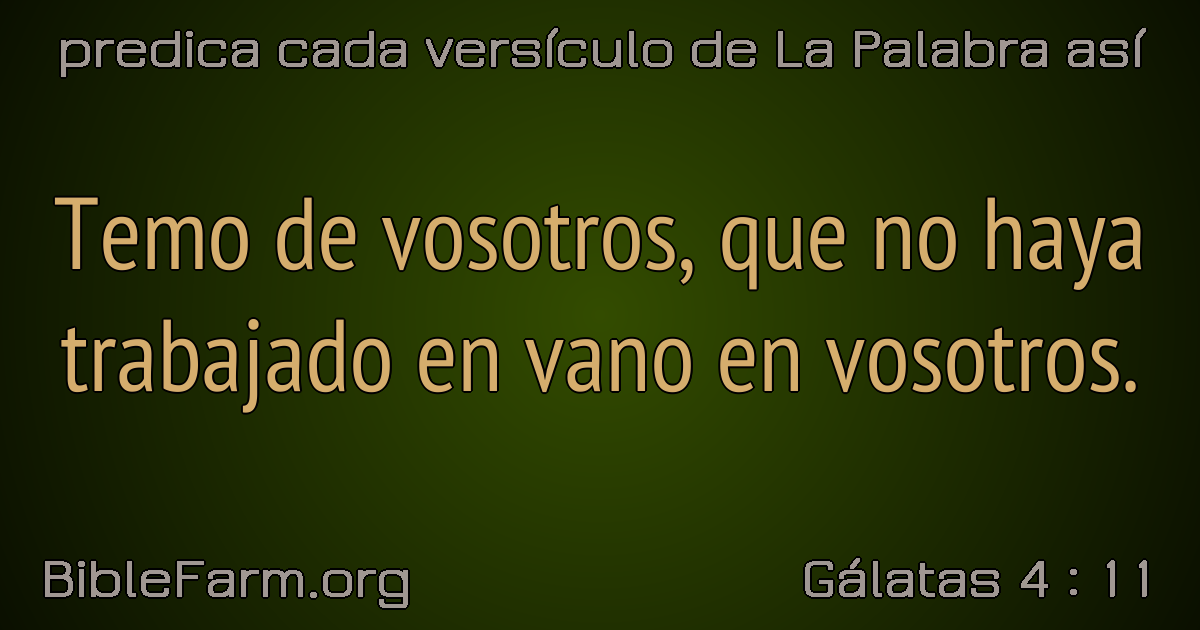 predica cada versículo de La Palabra así
Temo de vosotros, que no haya
trabajado en vano en vosotros.
BibleFarm.org
Gálatas 4 : 11